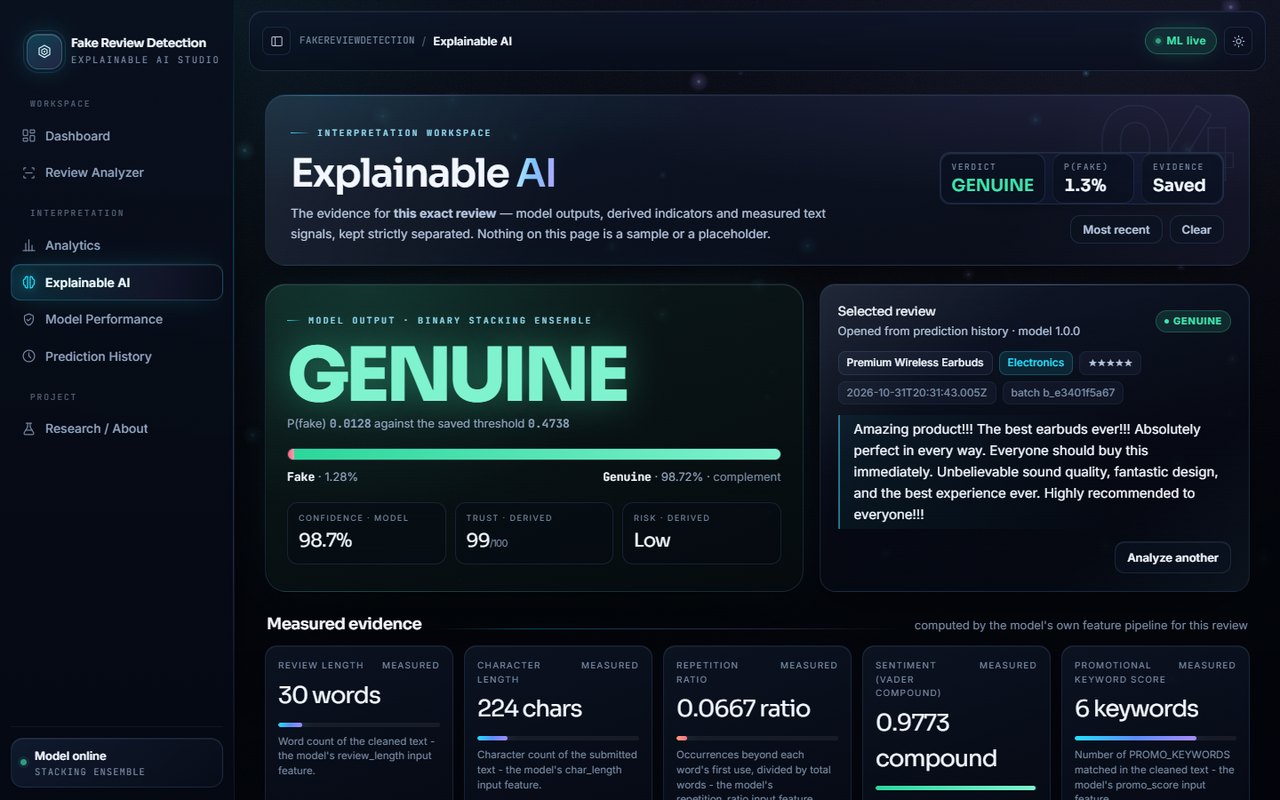 Fake Review Detection
EXPLAINABLE AI STUDIO
WORKSPACE
Dashboard
Review Analyzer
INTERPRETATION
Analytics
Explainable AI
Model Performance
Prediction History
PROJECT
Research / About
Model online
STACKING ENSEMBLE
FAKEREVIEWDETECTION / Explainable AI
ML live
04
INTERPRETATION WORKSPACE
Explainable AI
The evidence for this exact review — model outputs, derived indicators and measured text
signals, kept strictly separated. Nothing on this page is a sample or a placeholder.
VERDICT
GENUINE
P(FAKE)
1.3%
EVIDENCE
Saved
Most recent
Clear
MODEL OUTPUT · BINARY STACKING ENSEMBLE
GENUINE
P(fake) 0.0128 against the saved threshold 0.4738
Fake · 1.28%
Genuine · 98.72% · complement
CONFIDENCE · MODEL
98.7%
TRUST · DERIVED
99/100
RISK · DERIVED
Low
Selected review
Opened from prediction history · model 1.0.0
GENUINE
Premium Wireless Earbuds
Electronics
★★★★★
2026-10-31T20:31:43.005Z
batch b_e3401f5a67
Amazing product!!! The best earbuds ever!!! Absolutely
perfect in every way. Everyone should buy this
immediately. Unbelievable sound quality, fantastic design,
and the best experience ever. Highly recommended to
everyone!!!
Analyze another
Measured evidence
computed by the model's own feature pipeline for this review
REVIEW LENGTH
MEASURED
30 words
Word count of the cleaned text -
the model's review_length input
feature.
CHARACTER
LENGTH
MEASURED
224 chars
Character count of the submitted
text - the model's char_length
input feature.
REPETITION
RATIO
MEASURED
0.0667 ratio
Occurrences beyond each
word's first use, divided by total
words - the model's
repetition_ratio input feature
SENTIMENT
(VADER
COMPOUND)
MEASURED
0.9773
compound
PROMOTIONAL
KEYWORD SCORE
MEASURED
6 keywords
Number of PROMO_KEYWORDS
matched in the cleaned text - the
model's promo_score input
feature